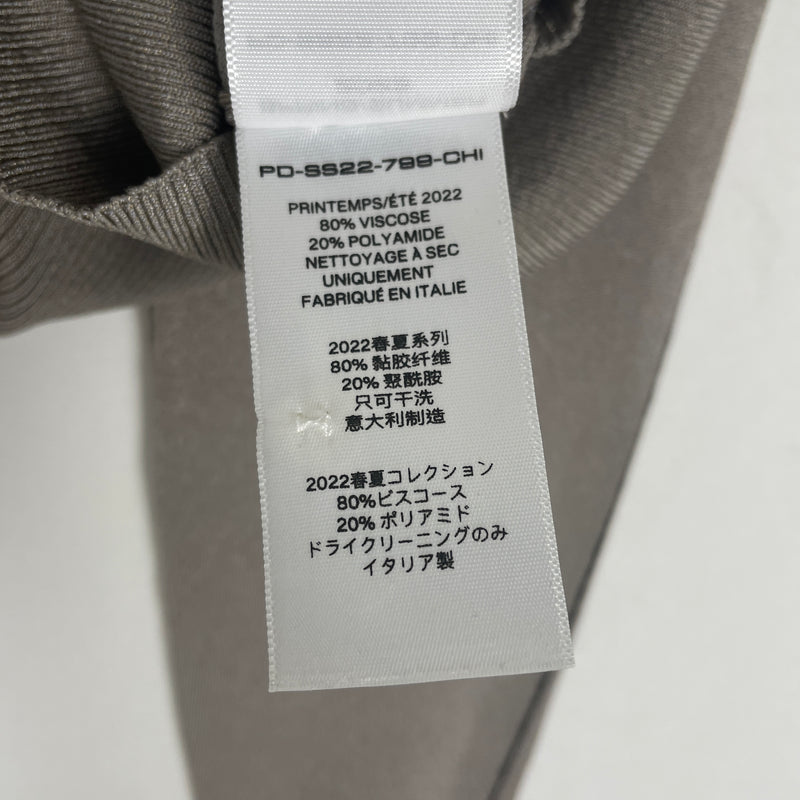 PD-SS22-799-CHI
PRINTEMPS/ÉTÉ 2022
80% VISCOSE
20% POLYAMIDE
NETTOYAGE À SEC
UNIQUEMENT
FABRIQUÉ EN ITALIE
2022春夏系列
80% 黏胶纤维
20% 聚酰胺
只可干洗
意大利制造
2022春夏コレクション
80%ビスコース
20% ポリアミド
ドライクリーニングのみ
イタリア製